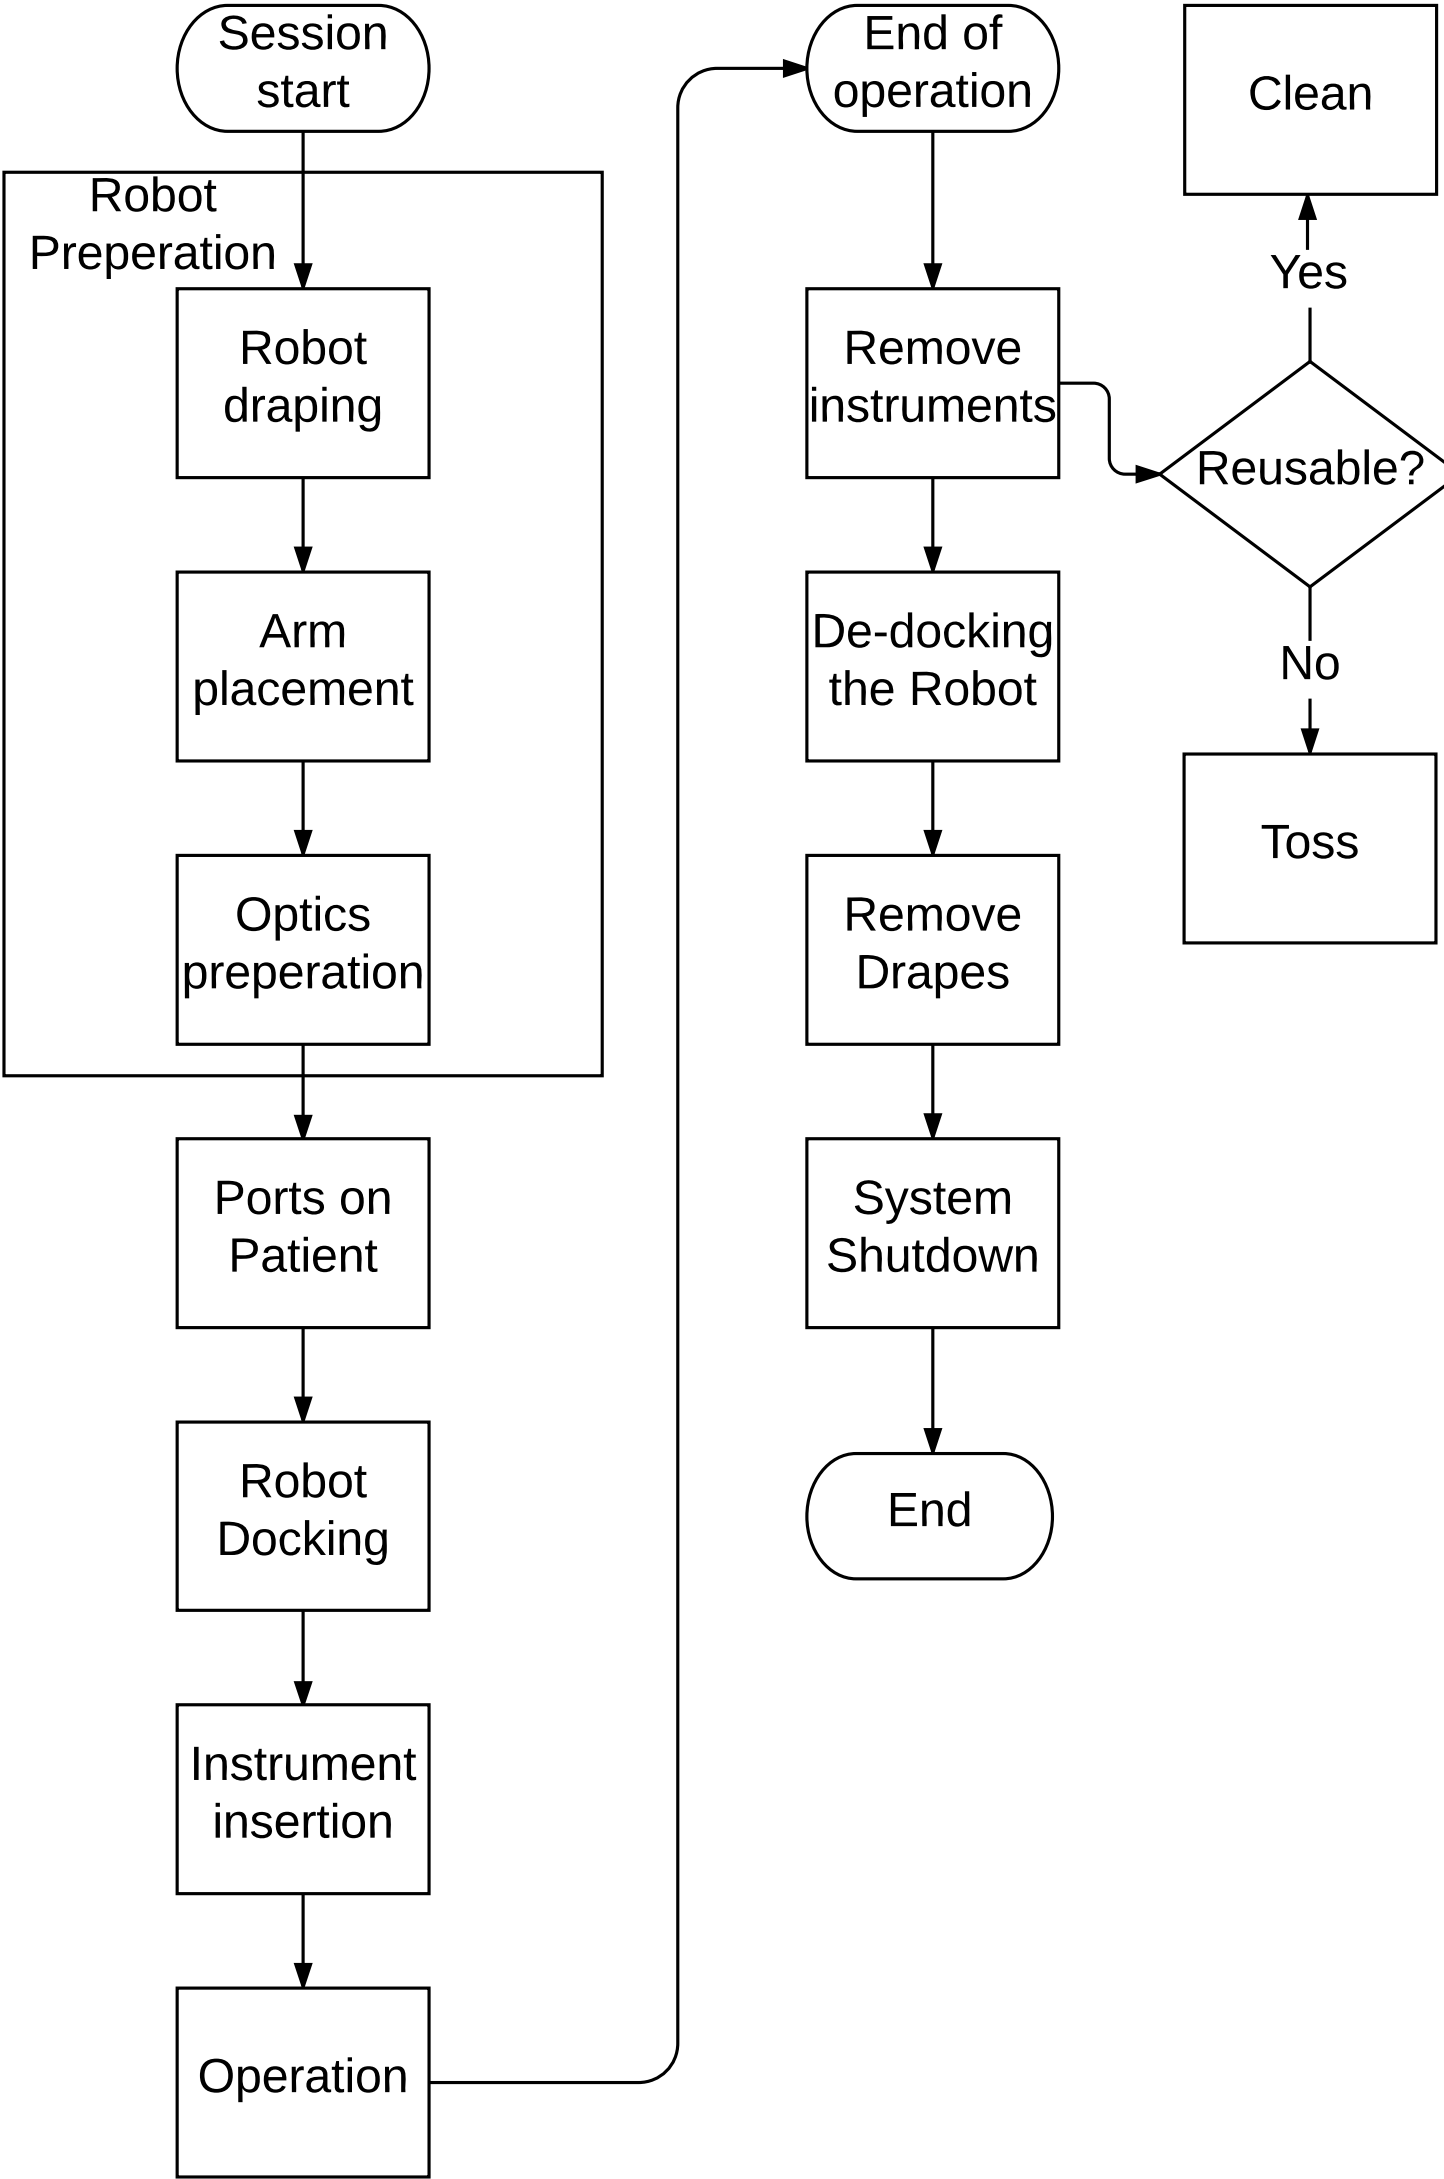 Session
start
Robot
Preperation
Robot
draping
Arm
placement
Optics
preperation
Ports on
Patient
Robot
Docking
Instrument
insertion
Operation
End of
operation
Remove
instruments
De-docking
the Robot
Remove
Drapes
System
Shutdown
End
Clean
Yes
Reusable?
No
Toss